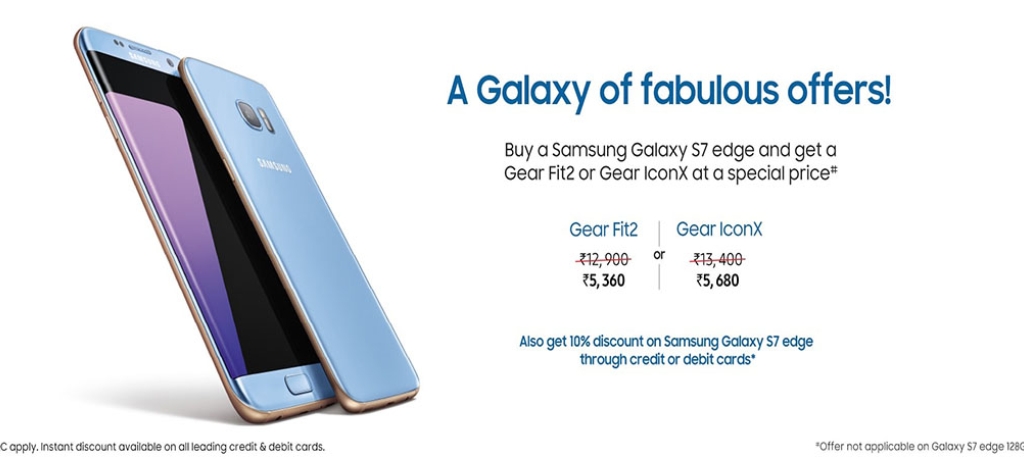 SAMSUNG
SAMSUNG
A Galaxy of fabulous offers!
Buy a Samsung Galaxy S7 edge and get a
Gear Fit2 or Gear IconX at a special price#
Gear Fit2 or Gear IconX
₹12,900 ₹13,400
₹5,360 ₹5,680
Also get 10% discount on Samsung Galaxy S7 edge
through credit or debit cards*
C apply. Instant discount available on all leading credit & debit cards.
*Offer not applicable on Galaxy S7 edge 128G